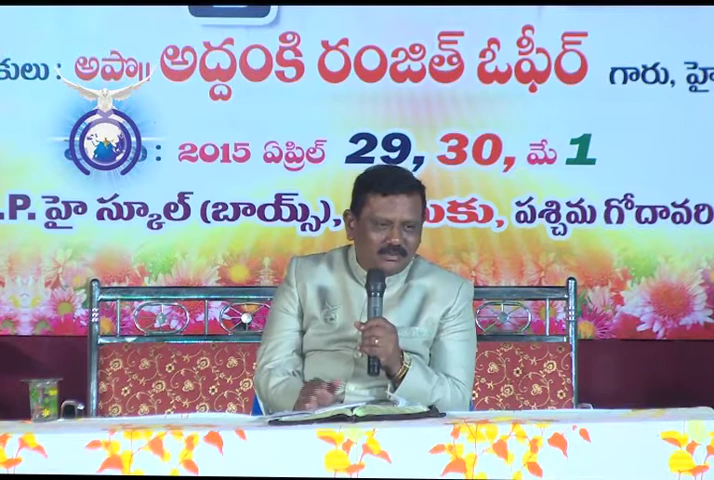 కులు : అపొ|| అద్దంకి రంజిత్ ఓఫీర్ గారు, హై
: 2015 ఏప్రిల్ 29, 30, మే 1
.P. హై స్కూల్ (బాయ్స్), కు, పశ్చిమ గోదావరి